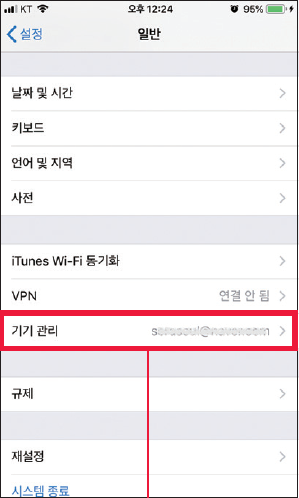 KT 오후 12:24 95%
설정 일반
날짜 및 시간
키보드
언어 및 지역
사전
iTunes Wi-Fi 동기화
VPN 연결 안 됨
기기 관리
규제
재설정
시스템 종료